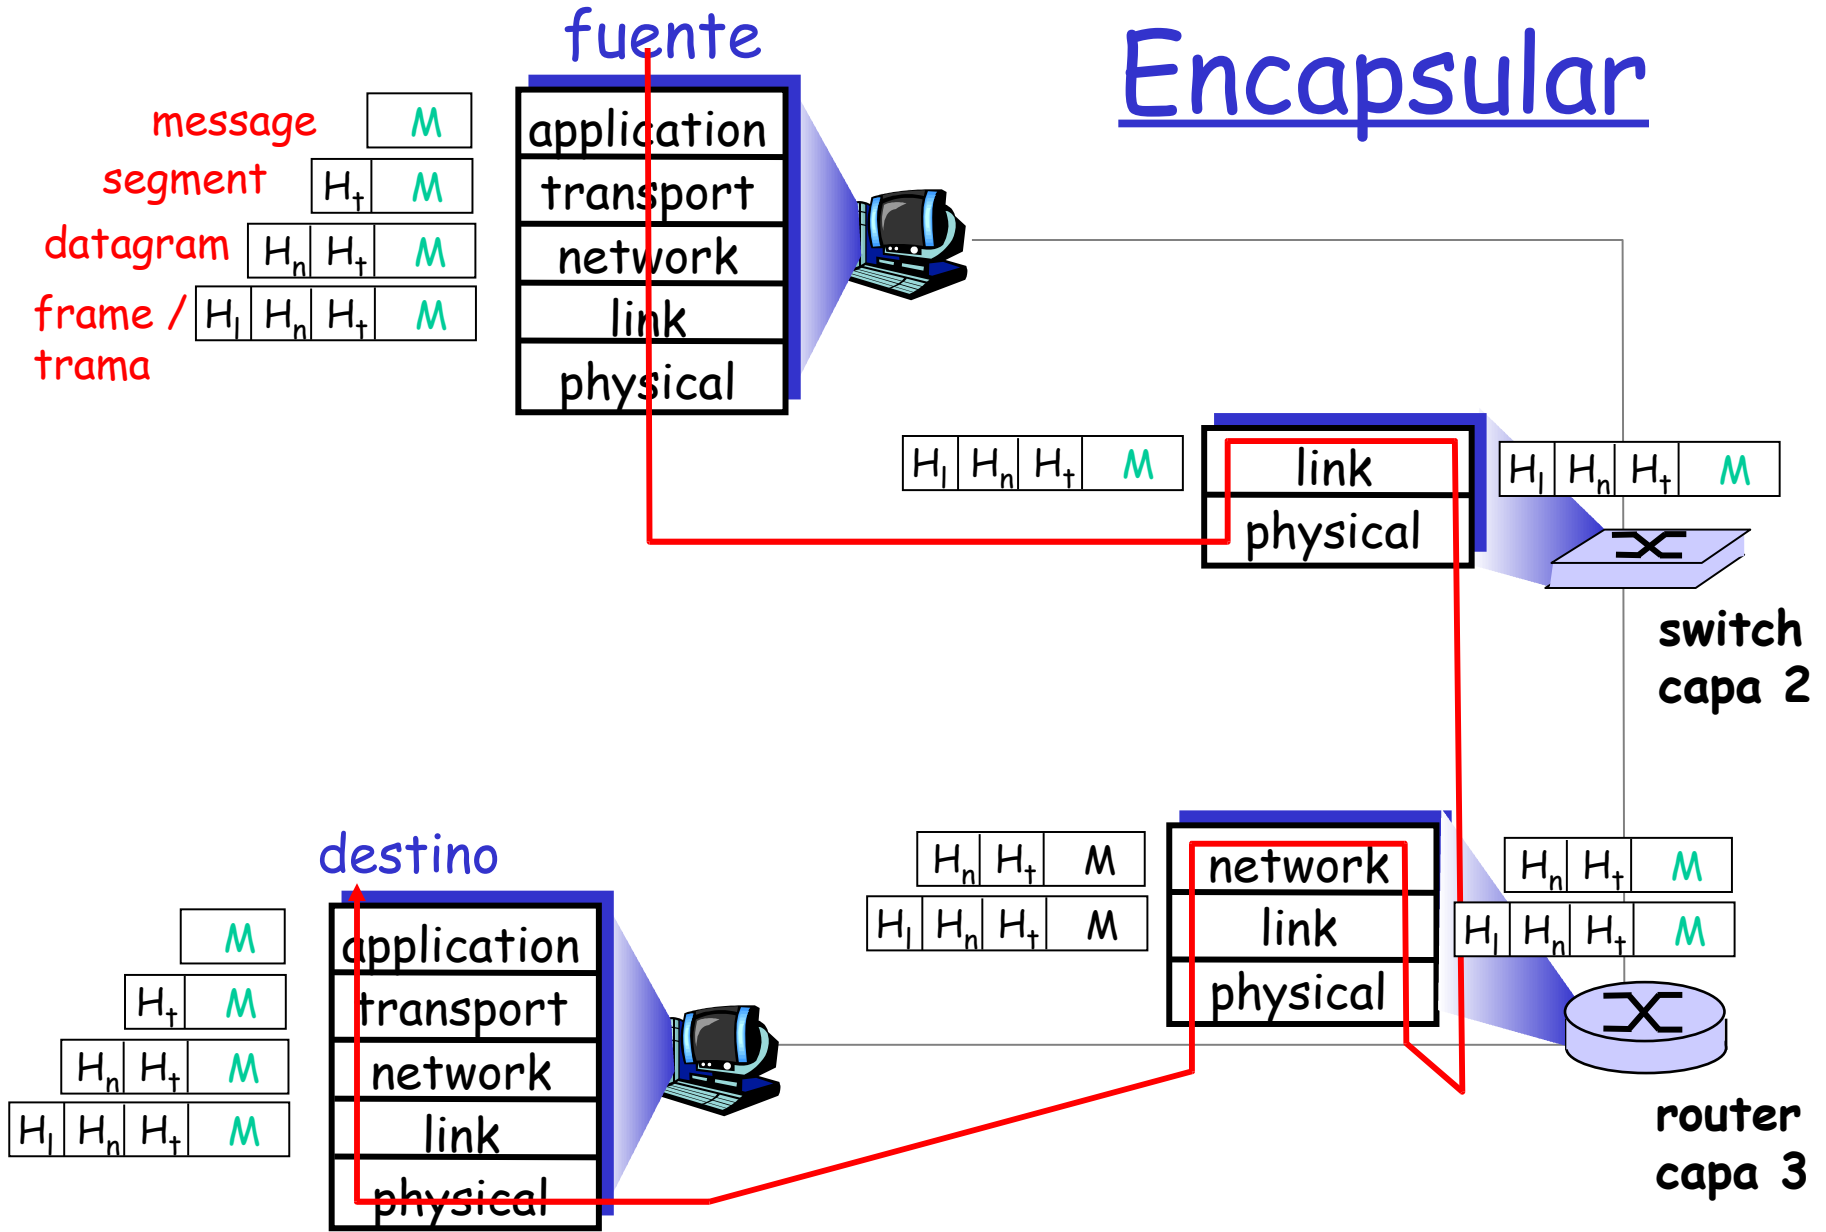 fuente
Encapsular
message M
segment Ht M
datagram Hn Ht M
frame / Hl Hn Ht M
trama
application
transport
network
link
physical
Hl Hn Ht M
link
physical
Hl Hn Ht M
switch
capa 2
destino
M
Ht M
Hn Ht M
Hl Hn Ht M
application
transport
network
link
physical
Hn Ht M
Hl Hn Ht M
network
link
physical
Hn Ht M
Hl Hn Ht M
router
capa 3